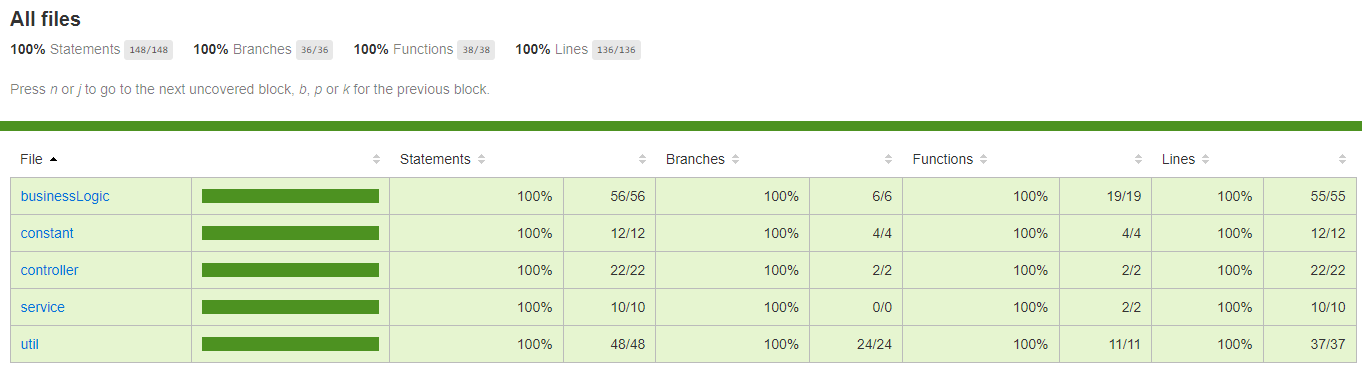 All files
100% Statements 148/148 100% Branches 36/36 100% Functions 38/38 100% Lines 136/136
Press n or j to go to the next uncovered block, b, p or k for the previous block.
File Statements Branches Functions Lines
businessLogic 100% 56/56 100% 6/6 100% 19/19 100% 55/55
constant 100% 12/12 100% 4/4 100% 4/4 100% 12/12
controller 100% 22/22 100% 2/2 100% 2/2 100% 22/22
service 100% 10/10 100% 0/0 100% 2/2 100% 10/10
util 100% 48/48 100% 24/24 100% 11/11 100% 37/37